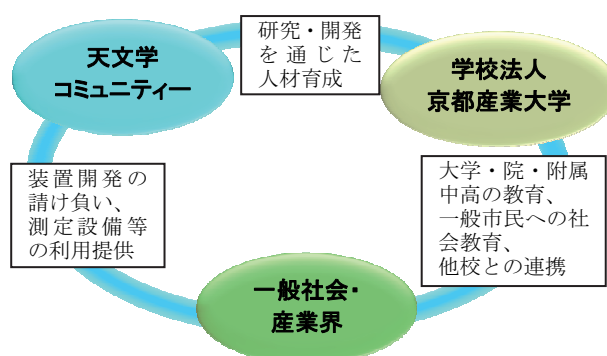 天文学
コミュニティー
研究・開発
を通じた
人材育成
学校法人
京都産業大学
装置開発の
請け負い、
測定設備等
の利用提供
大学・院・附属
中高の教育、
一般市民への社
会教育、
他校との連携
一般社会・
産業界